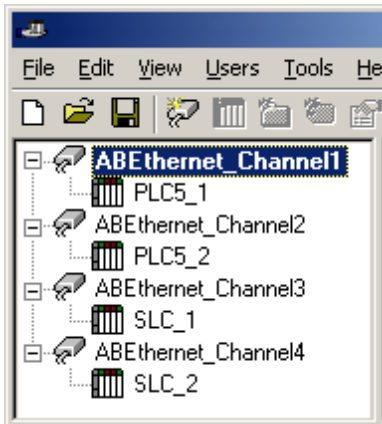 File Edit View Users Tools He
ABEthernet_Channel1
PLC5_1
ABEthernet_Channel2
PLC5_2
ABEthernet_Channel3
SLC_1
ABEthernet_Channel4
SLC_2